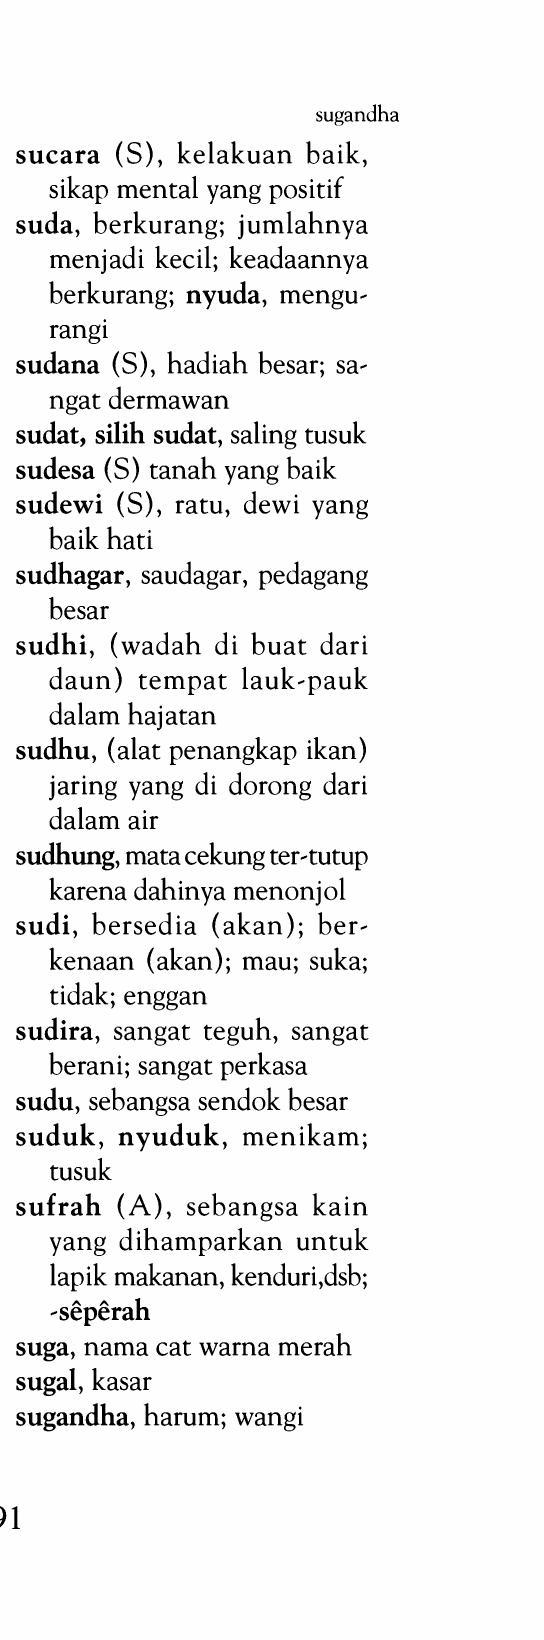 sugandha
sucara (S), kelakuan baik,
sikap mental yang positif
suda, berkurang; jumlahnya
menjadi kecil; keadaannya
berkurang; nyuda, mengu-
rangi
sudana (S), hadiah besar; sa-
ngat dermawan
sudat, silih sudat, saling tusuk
sudesa (S) tanah yang baik
sudewi (S), ratu, dewi yang
baik hati
sudhagar, saudagar, pedagang
besar
sudhi, (wadah di buat dari
daun) tempat lauk-pauk
dalam hajatan
sudhu, (alat penangkap ikan)
jaring yang di dorong dari
dalam air
sudhung, mata cekung ter-tutup
karena dahinya menonjol
sudi, bersedia (akan); ber-
kenaan (akan); mau; suka;
tidak; enggan
sudira, sangat teguh, sangat
berani; sangat perkasa
sudu, sebangsa sendok besar
suduk, nyuduk, menikam;
tusuk
sufrah (A), sebangsa kain
yang dihamparkan untuk
lapik makanan, kenduri,dsb;
-sêpêrah
suga, nama cat warna merah
sugal, kasar
sugandha, harum; wangi
91